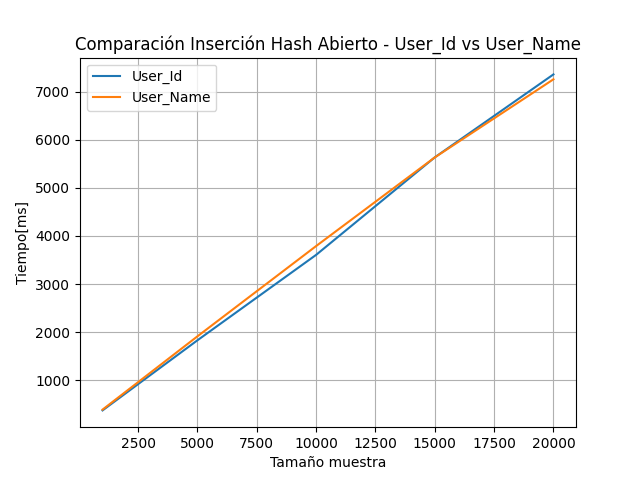 Comparación Inserción Hash Abierto - User_Id vs User_Name
User_Id
User_Name
7000
6000
5000
4000
3000
2000
1000
Tiempo[ms]
2500 5000 7500 10000 12500 15000 17500 20000
Tamaño muestra